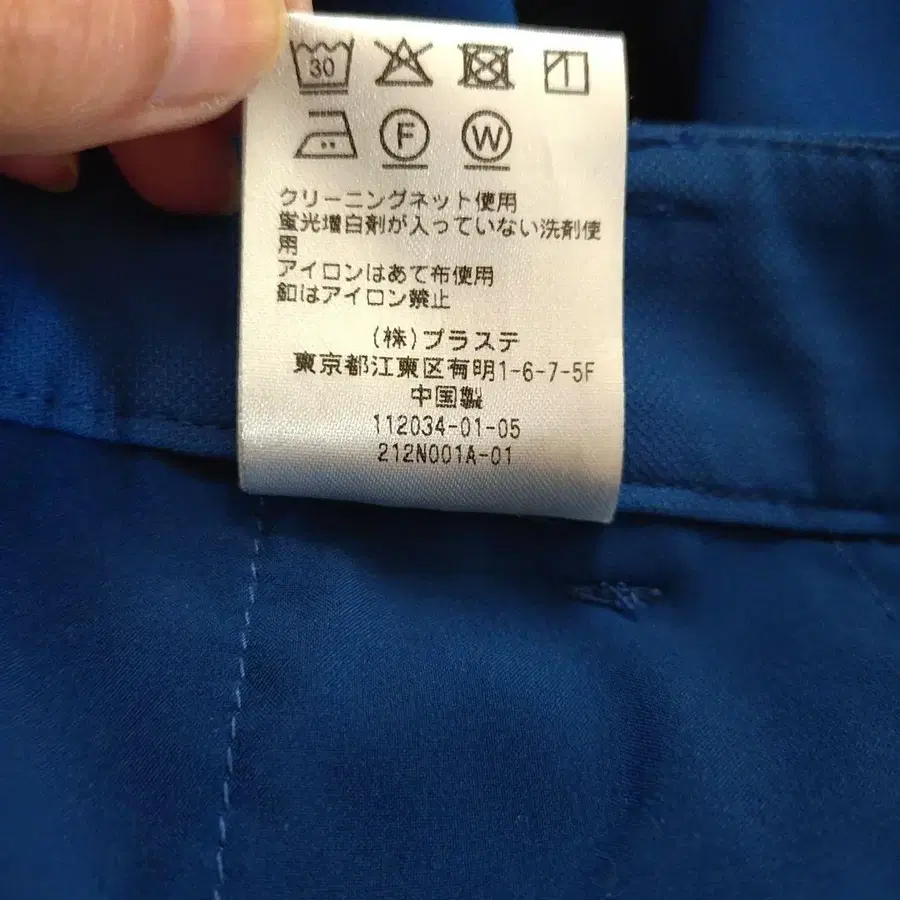 30
F W
クリーニングネット使用
蛍光増白剤が入っていない洗剤使
用
アイロンはあて布使用
釦はアイロン禁止
(株)プラステ
東京都江東区有明1-6-7-5F
中国製
112034-01-05
212N001A-01